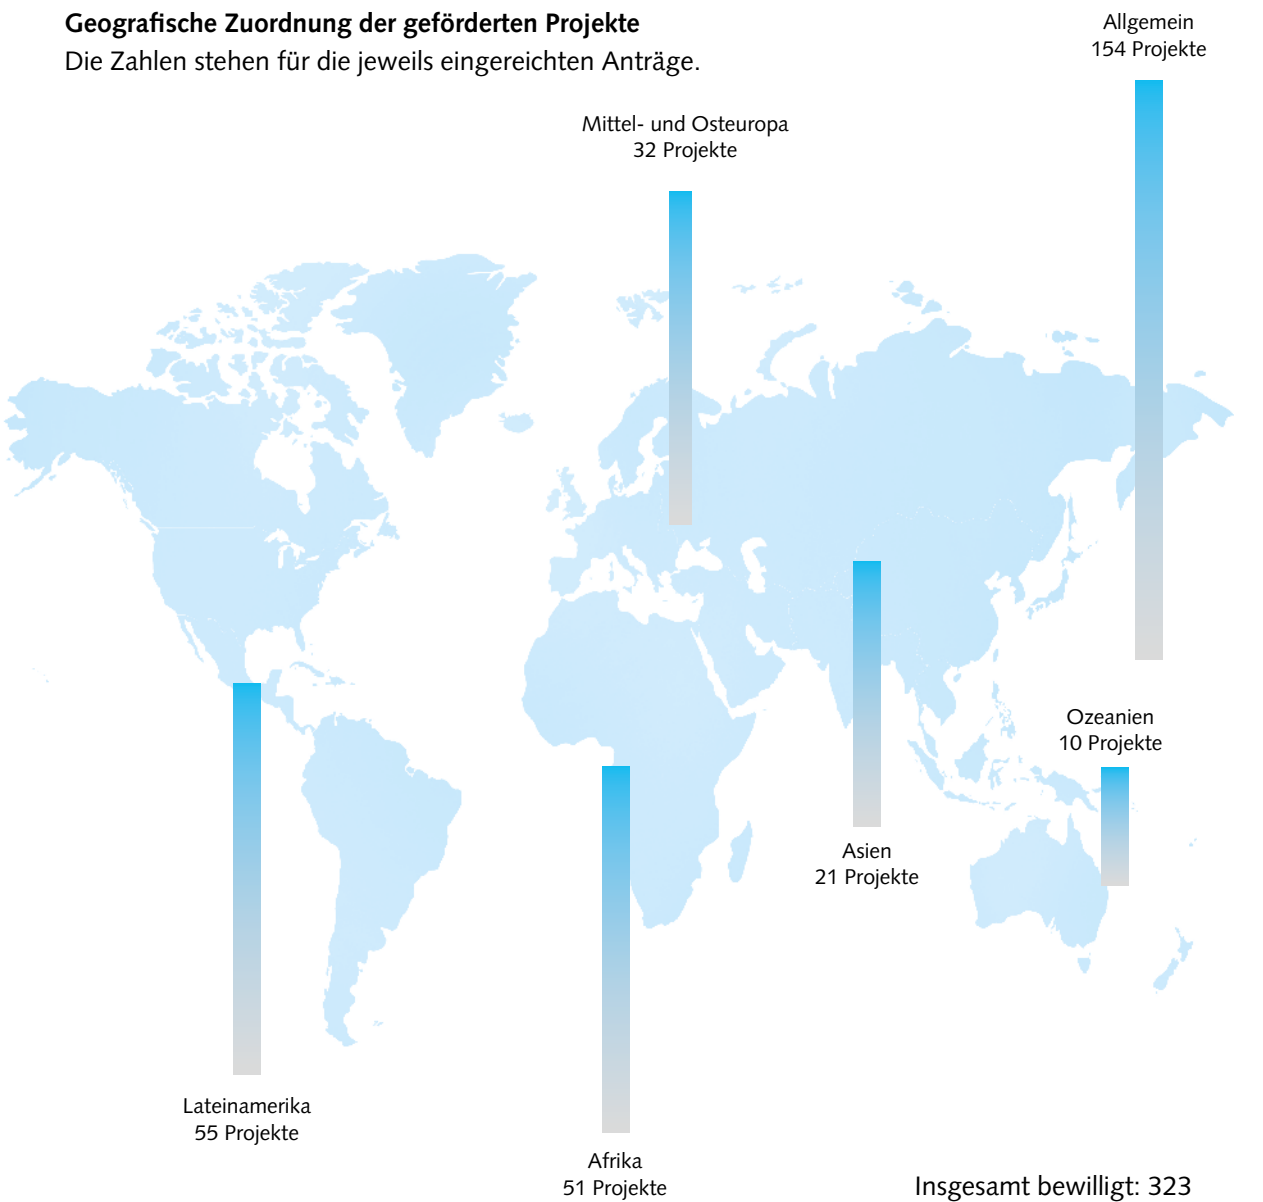 Geografische Zuordnung der geförderten Projekte
Die Zahlen stehen für die jeweils eingereichten Anträge.
Allgemein
154 Projekte
Mittel- und Osteuropa
32 Projekte
Ozeanien
10 Projekte
Asien
21 Projekte
Lateinamerika
55 Projekte
Afrika
51 Projekte
Insgesamt bewilligt: 323